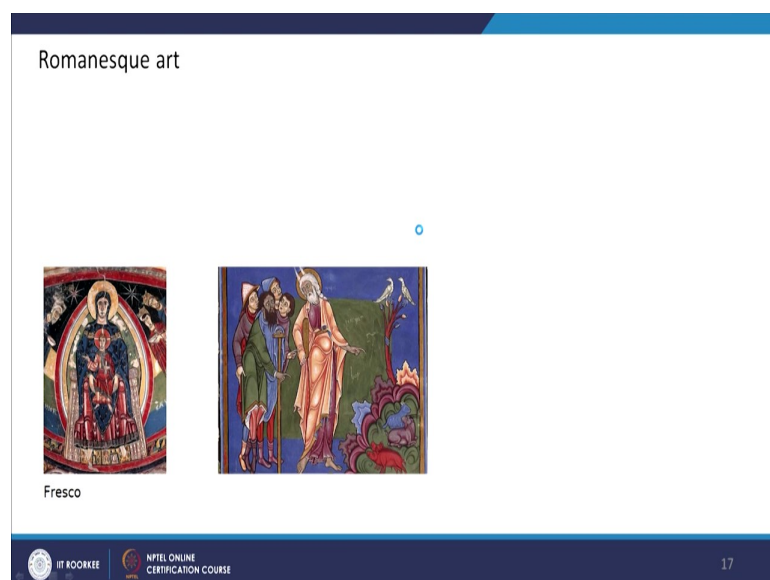 Romanesque art
Fresco
IIT ROORKEE
NPTEL ONLINE
CERTIFICATION COURSE
17